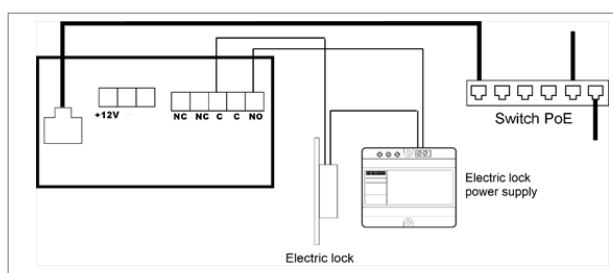 +12V
NC NC C C NO
Switch PoE
Electric lock
power supply
Electric lock